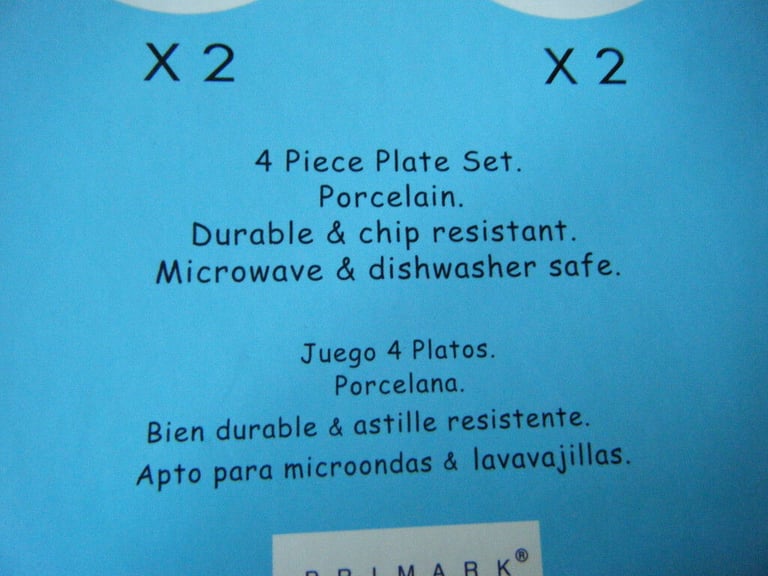 X 2 X 2
4 Piece Plate Set.
Porcelain.
Durable & chip resistant.
Microwave & dishwasher safe.
Juego 4 Platos.
Porcelana.
Bien durable & astille resistente.
Apto para microondas & lavavajillas.
PRIMARK®